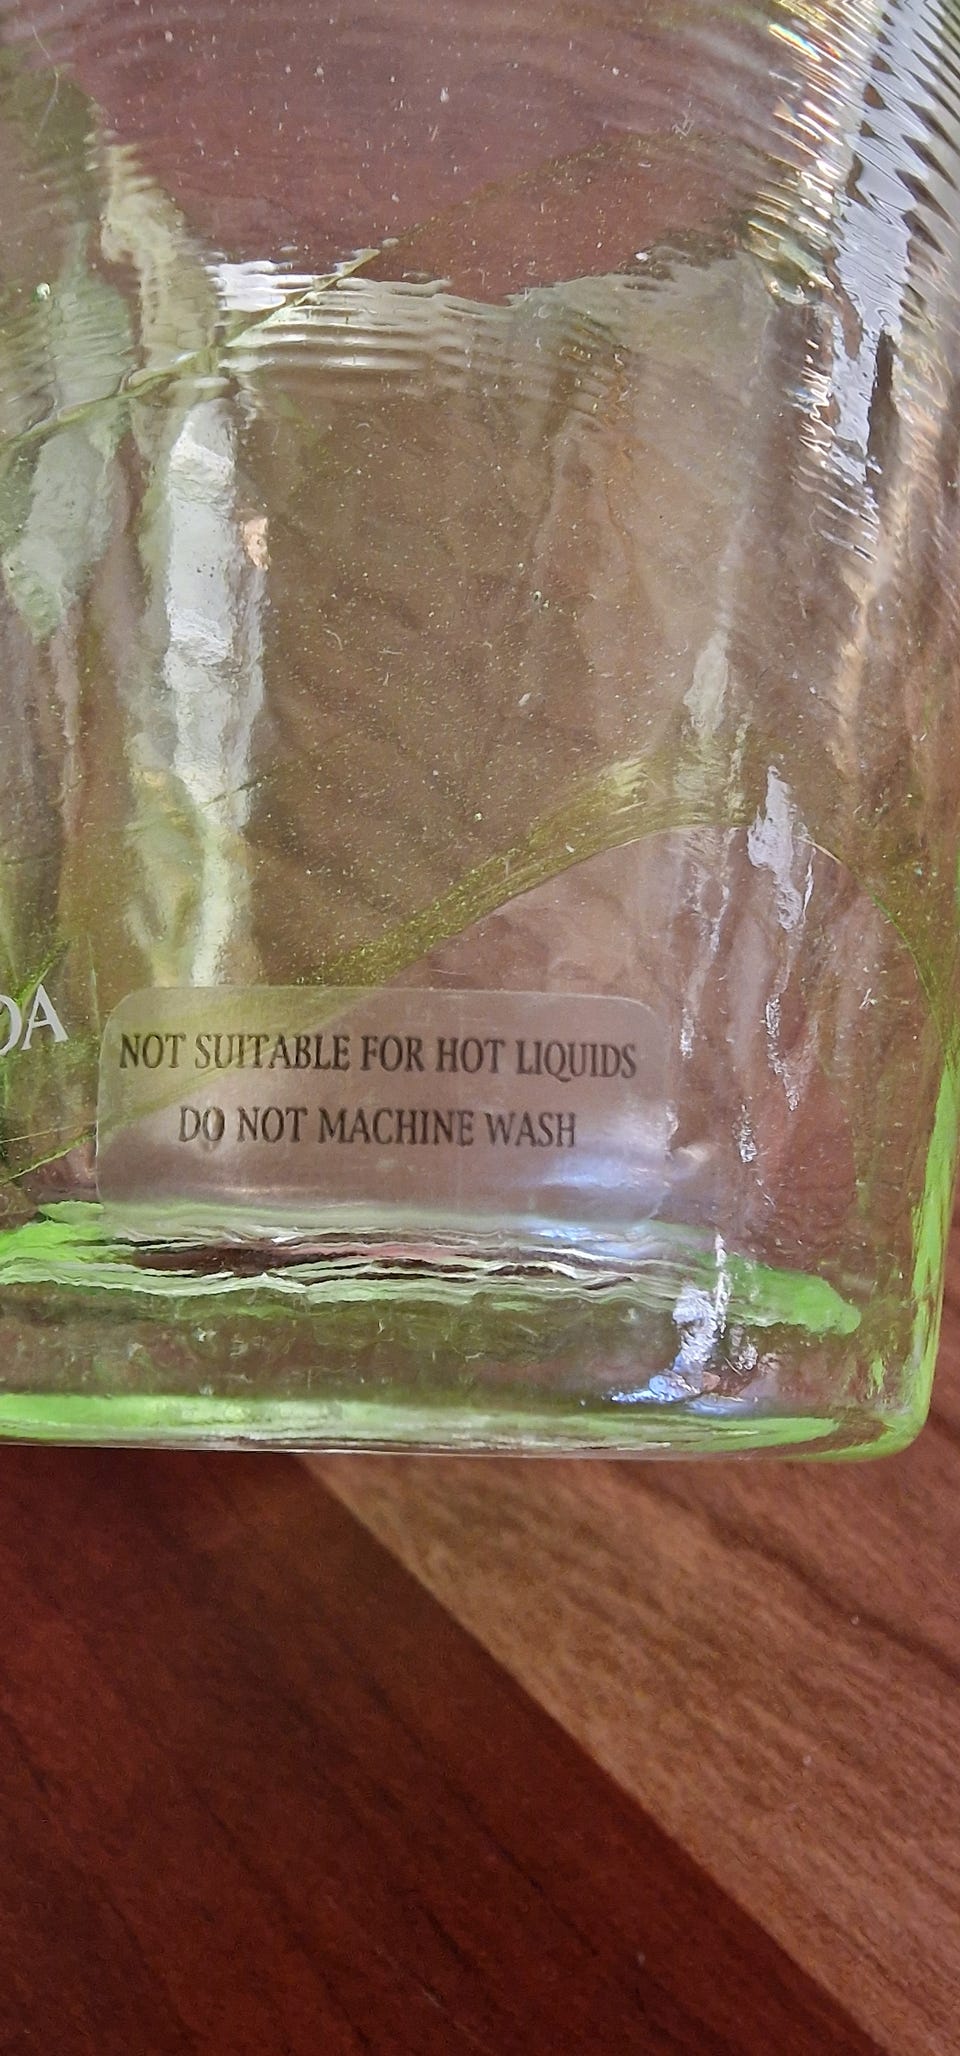 NOT SUITABLE FOR HOT LIQUIDS
DO NOT MACHINE WASH